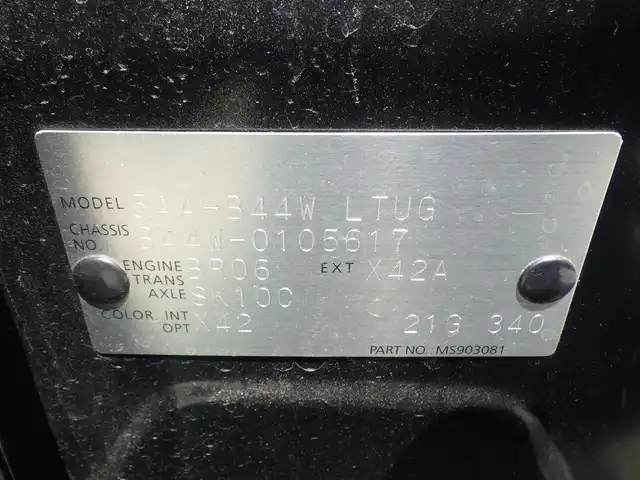 MODEL 5AA-B44W LTUG
CHASSIS NO. B44W-0105617
ENGINE BR06 EXT X42A
TRANS AXLE SK10C
COLOR. INT X42
OPT 21G 340
PART NO.: MS903081